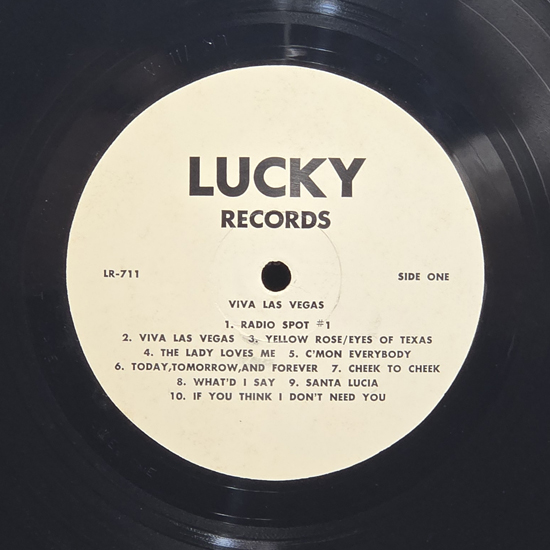 LUCKY
RECORDS
LR-711
SIDE ONE
VIVA LAS VEGAS
1. RADIO SPOT #1
2. VIVA LAS VEGAS 3. YELLOW ROSE/EYES OF TEXAS
4. THE LADY LOVES ME 5. C'MON EVERYBODY
6. TODAY,TOMORROW,AND FOREVER 7. CHEEK TO CHEEK
8. WHAT'D I SAY 9. SANTA LUCIA
10. IF YOU THINK I DON'T NEED YOU